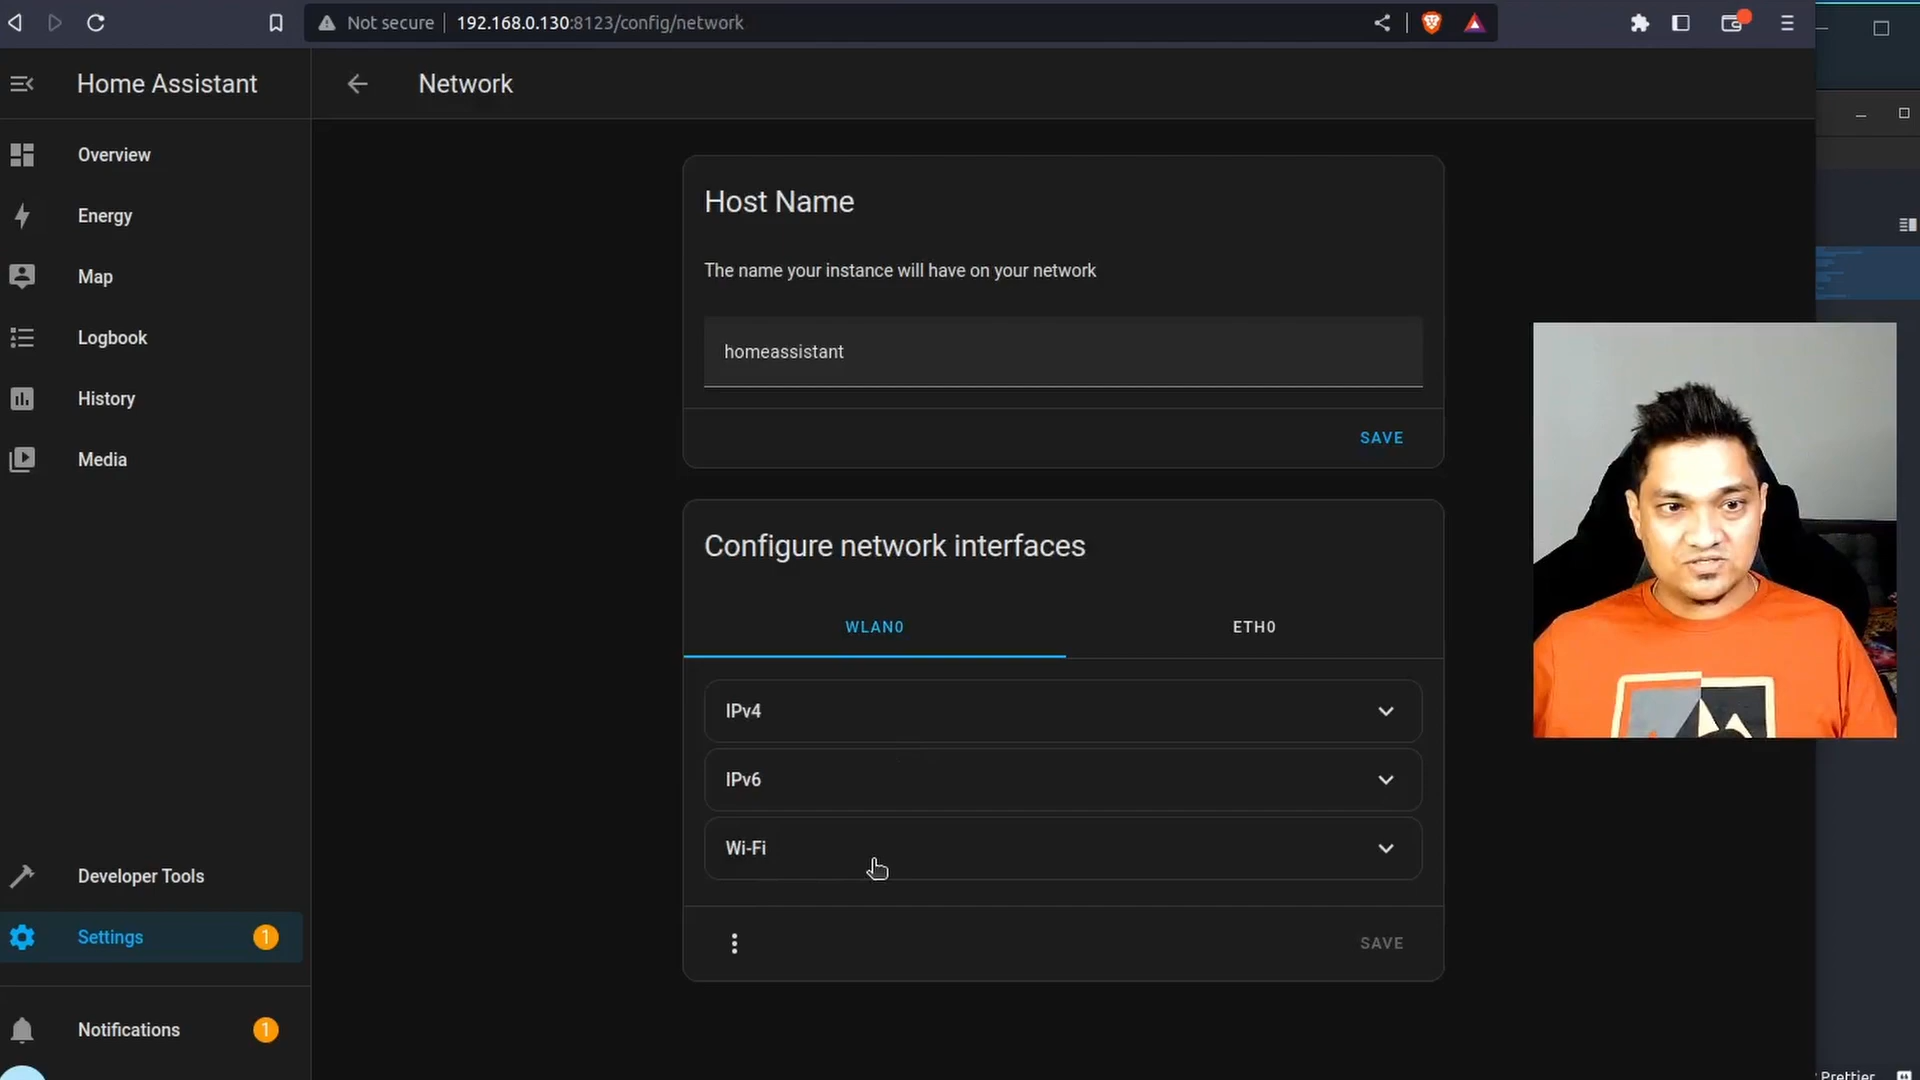 Not secure 192.168.0.130:8123/config/network
Home Assistant
Network
Overview
Energy
Map
Logbook
History
Media
Developer Tools
Settings 1
Notifications 1
Host Name
The name your instance will have on your network
homeassistant
SAVE
Configure network interfaces
WLAN0 ETH0
IPv4
IPv6
Wi-Fi
SAVE
Prettier